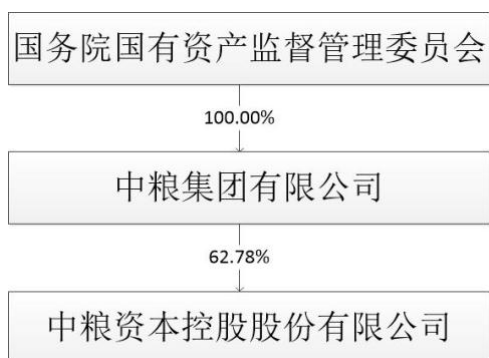 国务院国有资产监督管理委员会
100.00%
中粮集团有限公司
62.78%
中粮资本控股股份有限公司